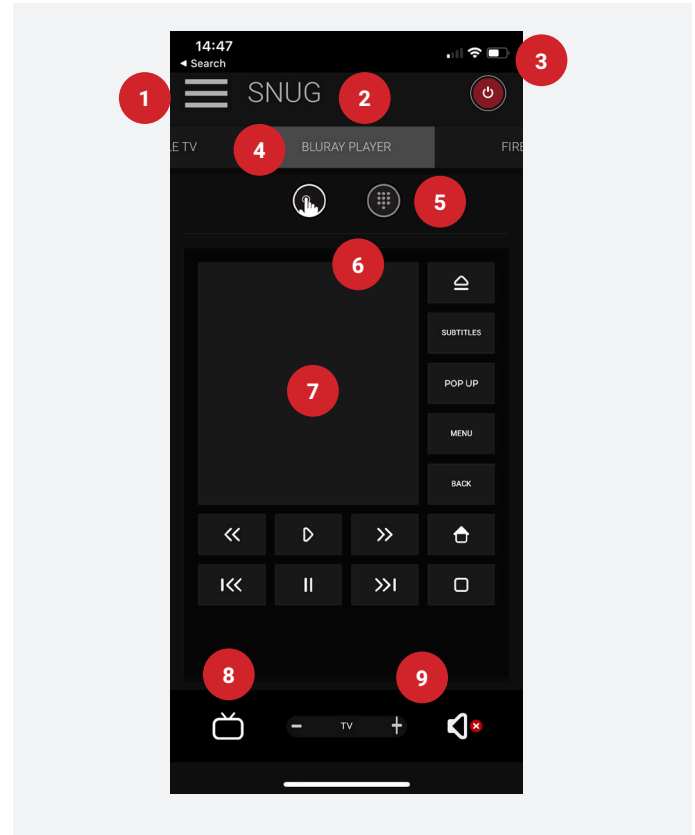 14:47
◀ Search
3
1
SNUG
2
LE TV
4
BLURAY PLAYER
FIRE
5
6
SUBTITLES
7
POP UP
MENU
BACK
8
9
TV